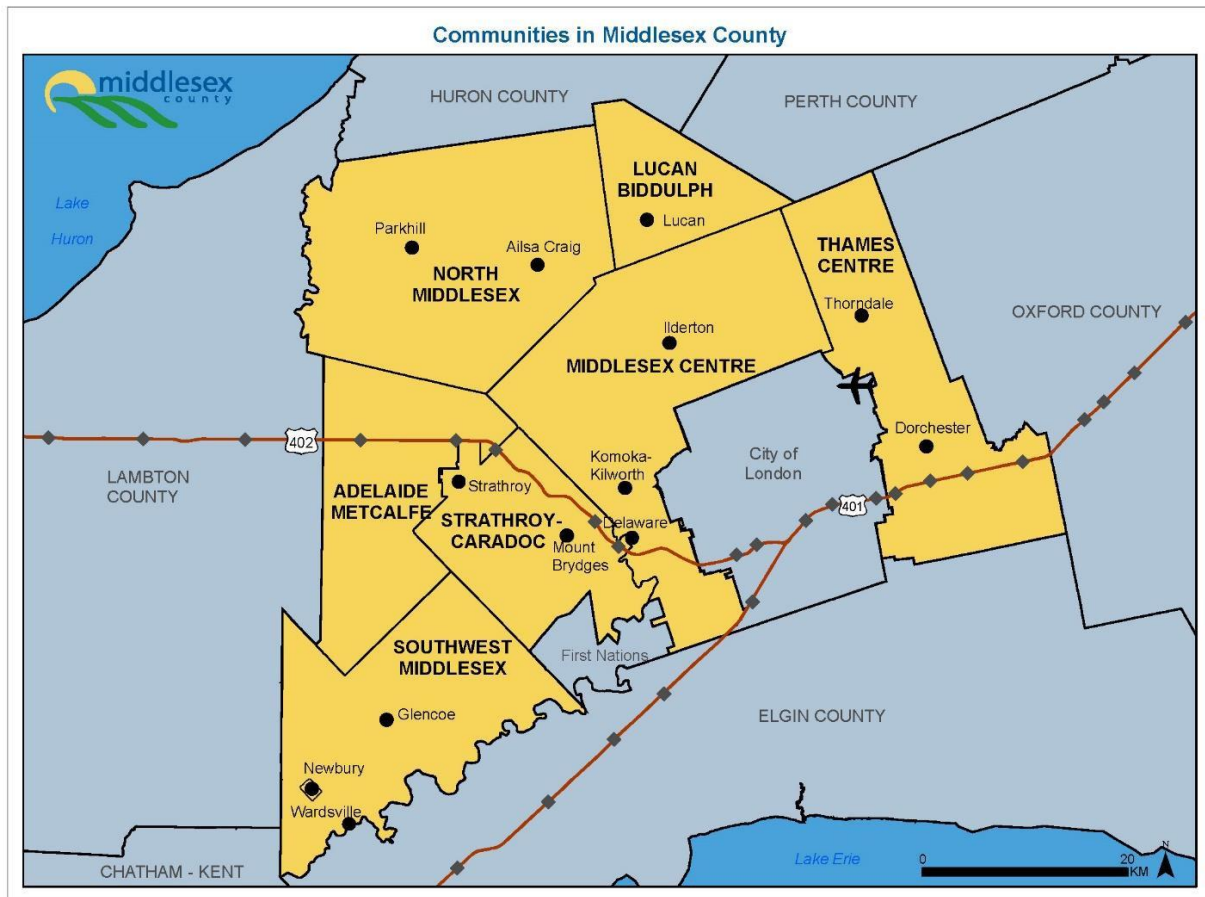 Communities in Middlesex County
middlesex
county
HURON COUNTY
PERTH COUNTY
Lake
Huron
LUCAN
BIDDULPH
Lucan
Parkhill
Ailsa Craig
NORTH
MIDDLESEX
THAMES
CENTRE
Thorndale
OXFORD COUNTY
Ilderton
MIDDLESEX CENTRE
402
LAMBTON
COUNTY
ADELAIDE
METCALFE
Strathroy
STRATHROY-
CARADOC
Mount
Brydges
Komoka-
Kilworth
Delaware
City of
London
Dorchester
401
First Nations
SOUTHWEST
MIDDLESEX
Glencoe
Newbury
Wardsville
ELGIN COUNTY
CHATHAM - KENT
Lake Erie
0
20
KM
N